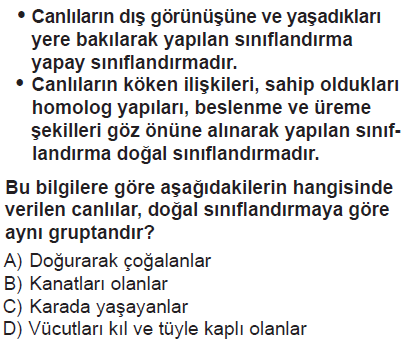 • Canlıların dış görünüşüne ve yaşadıkları
yere bakılarak yapılan sınıflandırma
yapay sınıflandırmadır.
• Canlıların köken ilişkileri, sahip oldukları
homolog yapıları, beslenme ve üreme
şekilleri göz önüne alınarak yapılan sınıf-
landırma doğal sınıflandırmadır.
Bu bilgilere göre aşağıdakilerin hangisinde
verilen canlılar, doğal sınıflandırmaya göre
aynı gruptandır?
A) Doğurarak çoğalanlar
B) Kanatları olanlar
C) Karada yaşayanlar
D) Vücutları kıl ve tüyle kaplı olanlar